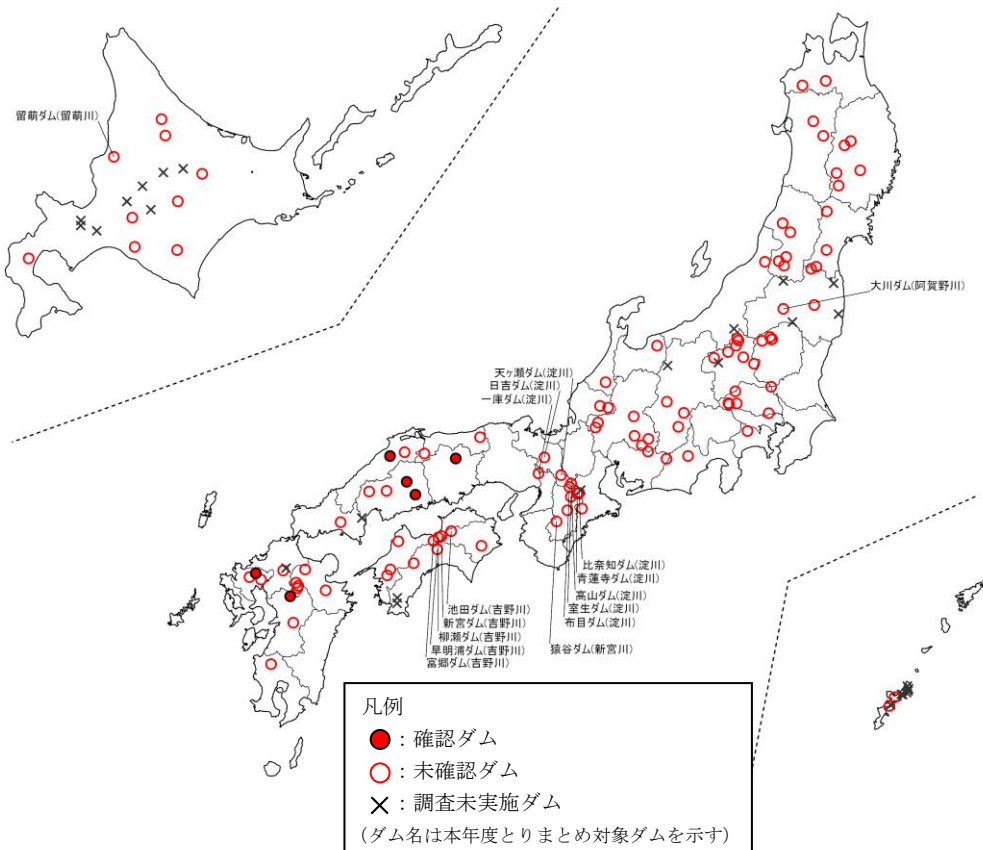 留萌ダム(留萌川)
大川ダム(阿賀野川)
天ヶ瀬ダム(淀川)
日吉ダム(淀川)
一庫ダム(淀川)
比奈知ダム(淀川)
青蓮寺ダム(淀川)
高山ダム(淀川)
室生ダム(淀川)
布目ダム(淀川)
猿谷ダム(新宮川)
池田ダム(吉野川)
新宮ダム(吉野川)
柳瀬ダム(吉野川)
早明浦ダム(吉野川)
富郷ダム(吉野川)
凡例
：確認ダム
：未確認ダム
：調査未実施ダム
(ダム名は本年度とりまとめ対象ダムを示す)